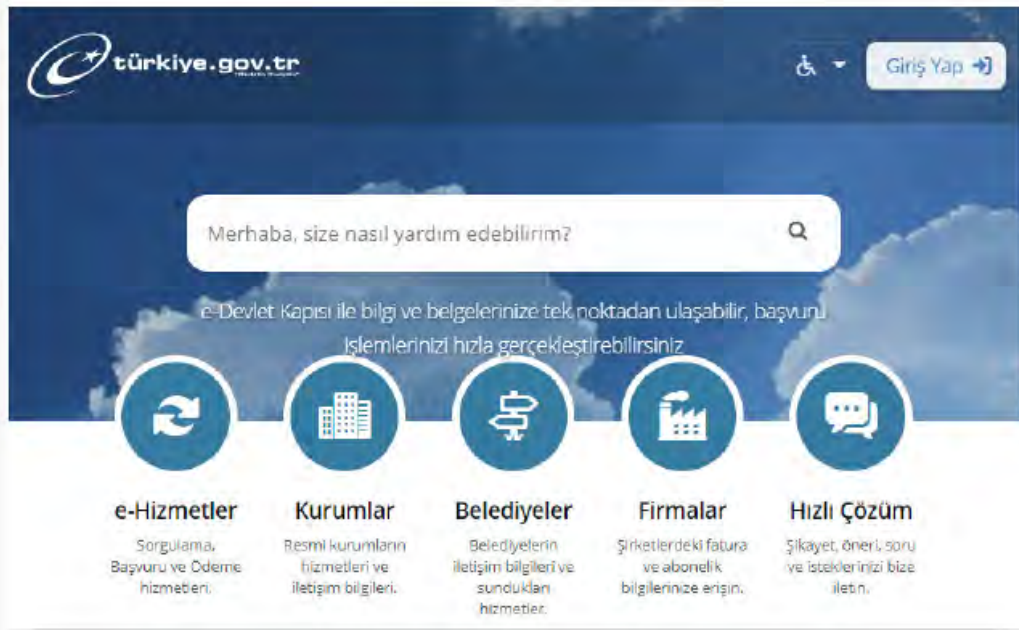 türkiye.gov.tr
Giriş Yap
Merhaba, size nasıl yardım edebilirim?
e-Devlet Kapısı ile bilgi ve belgelerinize tek noktadan ulaşabilir, başvuru
işlemlerinizi hızla gerçekleştirebilirsiniz
e-Hizmetler
Sorgulama,
Başvuru ve Ödeme
hizmetleri.
Kurumlar
Resmi kurumların
hizmetleri ve
iletişim bilgileri.
Belediyeler
Belediyelerin
iletişim bilgileri ve
sundukları
hizmetler.
Firmalar
Şirketlerdeki fatura
ve abonelik
bilgilerinize erişin.
Hızlı Çözüm
Şikayet, öneri, soru
ve isteklerinizi bize
iletin.